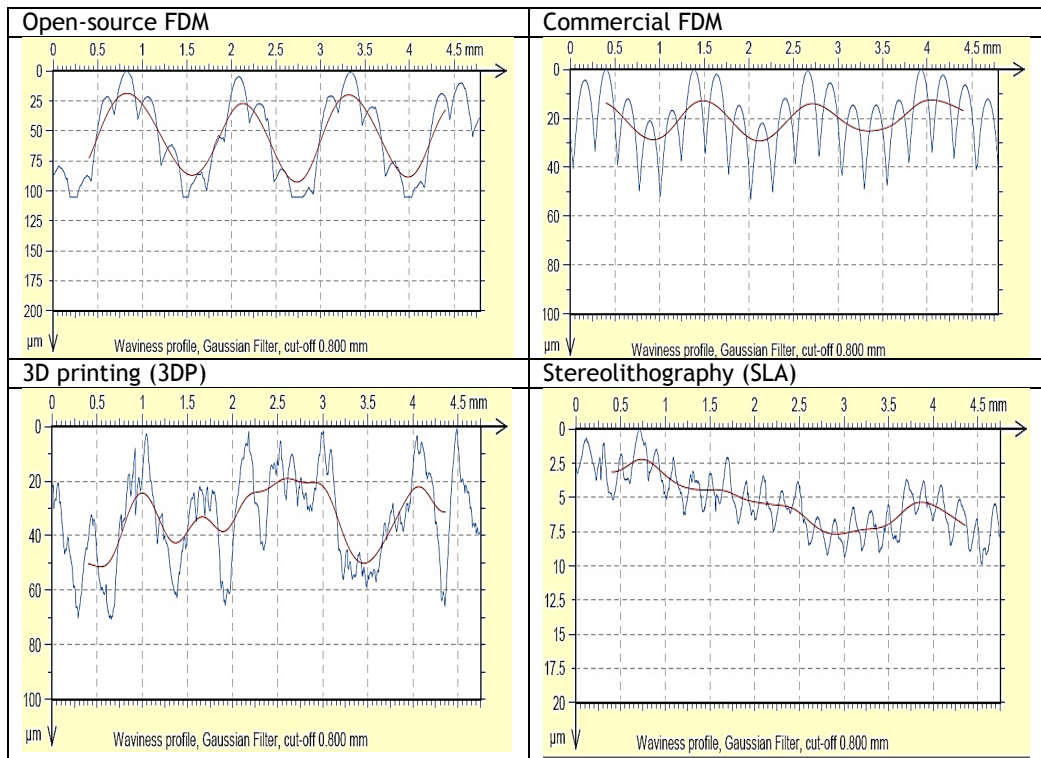 Open-source FDM
0 0.5 1 1.5 2 2.5 3 3.5 4 4.5 mm
0
25
50
75
100
125
150
175
200
µm
Waviness profile, Gaussian Filter, cut-off 0.800 mm
Commercial FDM
0 0.5 1 1.5 2 2.5 3 3.5 4 4.5 mm
0
20
40
60
80
100
µm
Waviness profile, Gaussian Filter, cut-off 0.800 mm
3D printing (3DP)
0 0.5 1 1.5 2 2.5 3 3.5 4 4.5 mm
0
20
40
60
80
100
µm
Waviness profile, Gaussian Filter, cut-off 0.800 mm
Stereolithography (SLA)
0 0.5 1 1.5 2 2.5 3 3.5 4 4.5 mm
0
2.5
5
7.5
10
12.5
15
17.5
20
µm
Waviness profile, Gaussian Filter, cut-off 0.800 mm